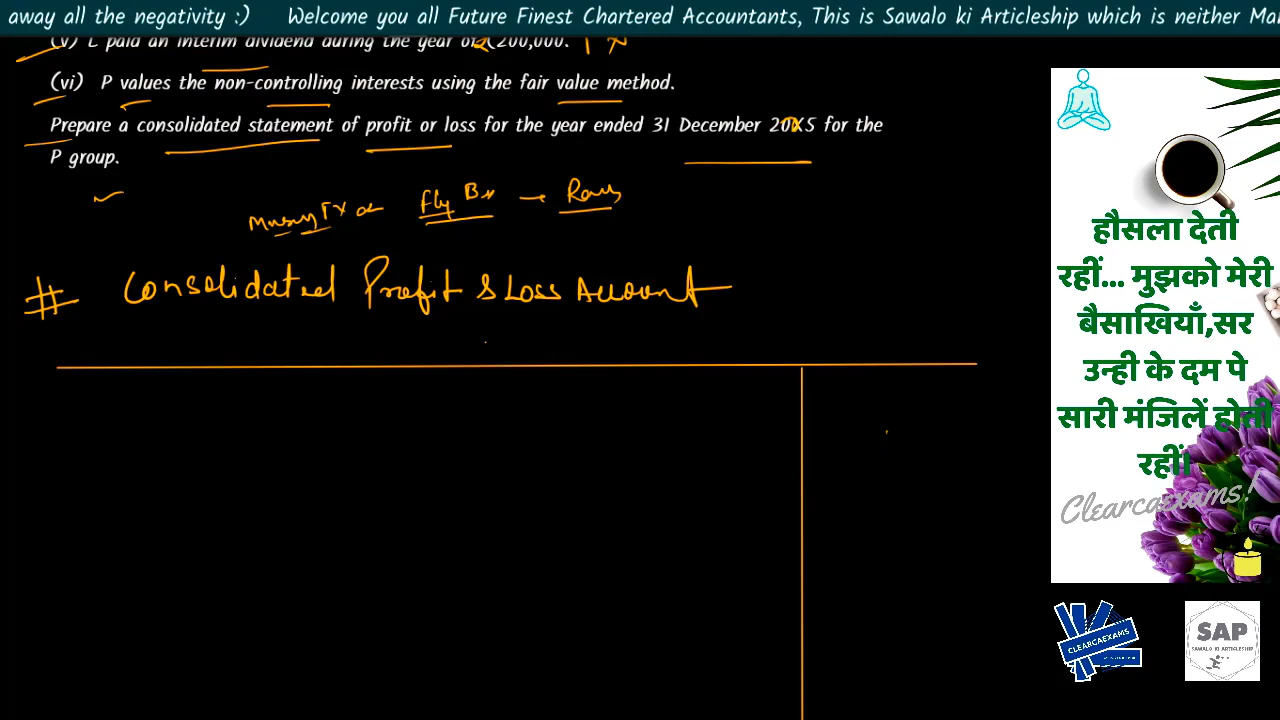 away all the negativity :) Welcome you all Future Finest Chartered Accountants, This is Sawalo ki Articleship which is neither Ma
(v) L paid an interim dividend during the year of (200,000.
(vi) P values the non-controlling interests using the fair value method.
Prepare a consolidated statement of profit or loss for the year ended 31 December 20X5 for the
P group.
# Consolidated Profit & Loss Account
हौसला देती
रहीं... मुझको मेरी
बैसाखियाँ,सर
उन्ही के दम पे
सारी मंजिलें होती
रहीं।
Clearcaexams!
CLEARCAEXAMS
SAP
SAWALO KI ARTICLESHIP